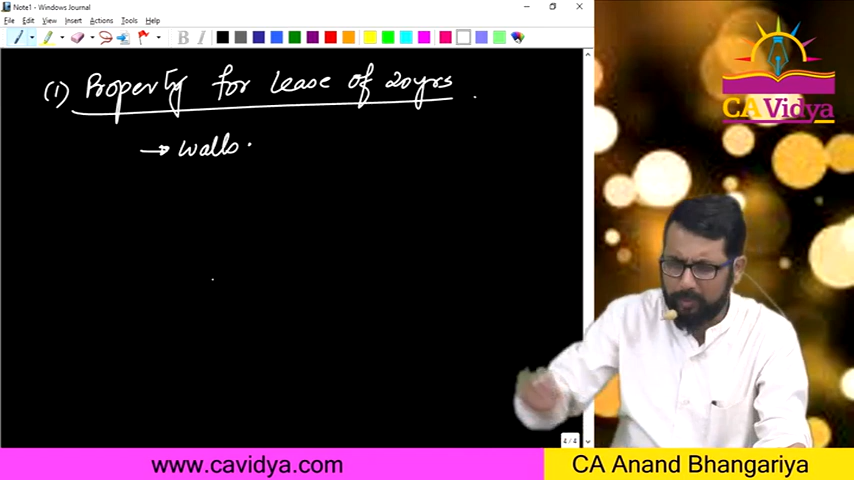 Note1 - Windows Journal
File Edit View Insert Actions Tools Help
B I
(1) Property for Lease of 20yrs.
→ Walls.
4/4
CA Vidya
www.cavidya.com
CA Anand Bhangariya